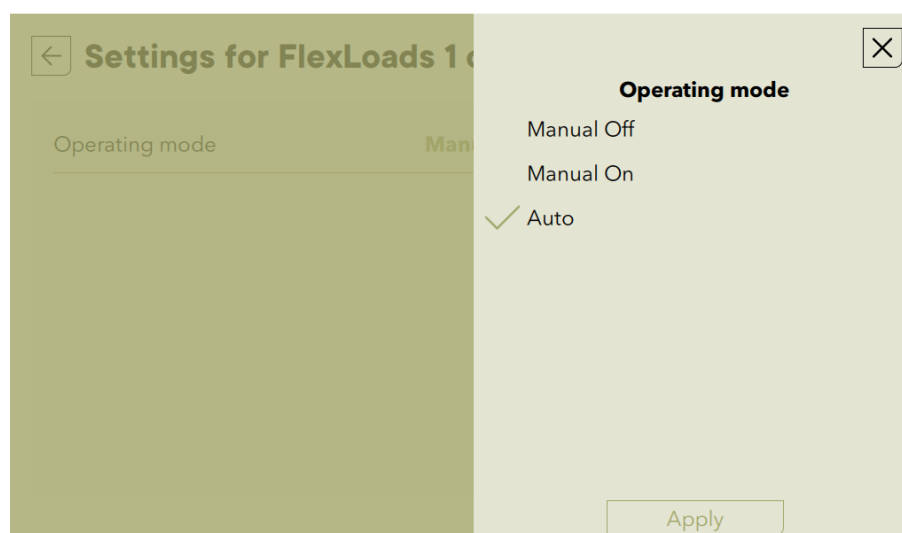 Settings for FlexLoads 1
Operating mode
Operating mode
Manual Off
Manual On
Auto
Apply